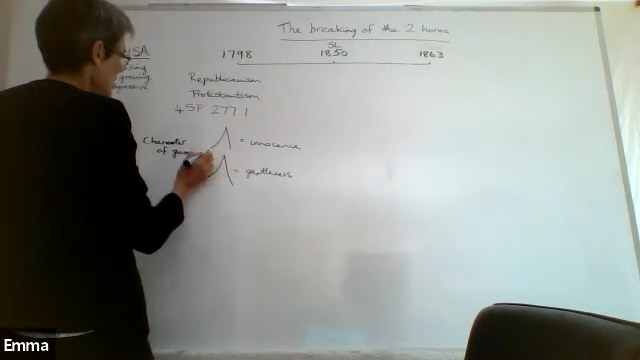 The breaking of the 2 horns
SL
1798 1850 1863
USA
Republicanism
Protestantism
4SP 277.1
Character = innocence
of
= gentleness
Emma